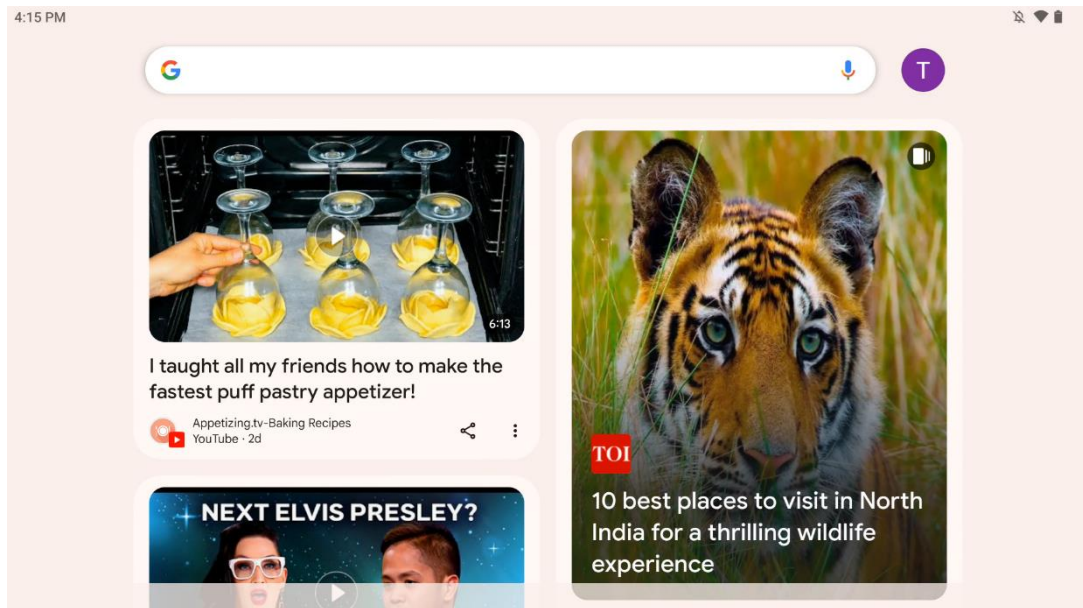 4:15 PM
T
6:13
I taught all my friends how to make the
fastest puff pastry appetizer!
Appetizing.tv-Baking Recipes
YouTube · 2d
NEXT ELVIS PRESLEY?
TOI
10 best places to visit in North
India for a thrilling wildlife
experience